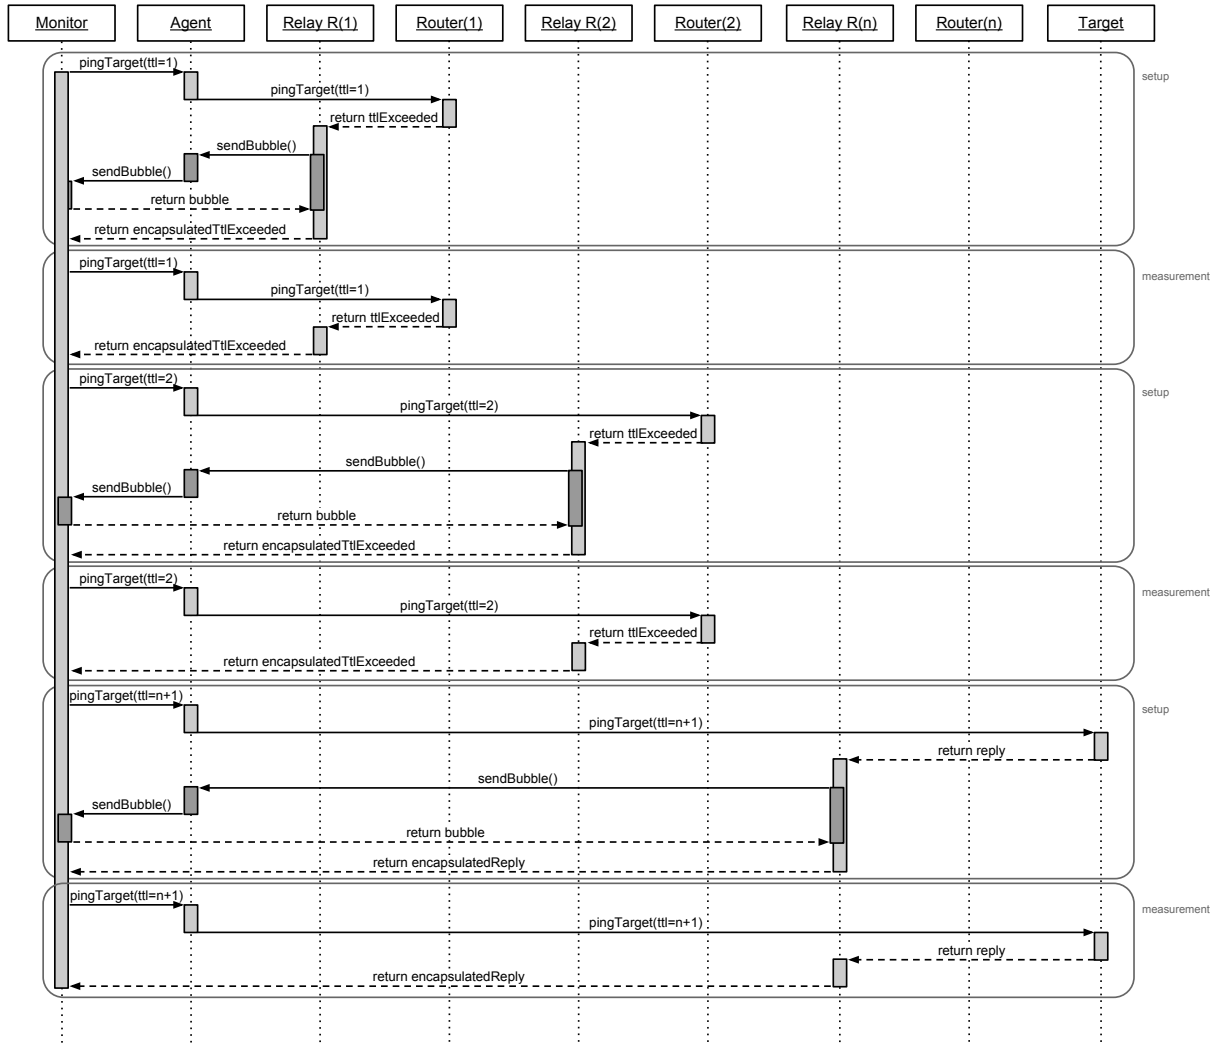 Monitor
Agent
Relay R(1)
Router(1)
Relay R(2)
Router(2)
Relay R(n)
Router(n)
Target
pingTarget(ttl=1)
setup
pingTarget(ttl=1)
return ttlExceeded
sendBubble()
sendBubble()
return bubble
return encapsulatedTtlExceeded
pingTarget(ttl=1)
measurement
pingTarget(ttl=1)
return ttlExceeded
return encapsulatedTtlExceeded
pingTarget(ttl=2)
setup
pingTarget(ttl=2)
return ttlExceeded
sendBubble()
sendBubble()
return bubble
return encapsulatedTtlExceeded
pingTarget(ttl=2)
measurement
pingTarget(ttl=2)
return ttlExceeded
return encapsulatedTtlExceeded
pingTarget(ttl=n+1)
setup
pingTarget(ttl=n+1)
return reply
sendBubble()
sendBubble()
return bubble
return encapsulatedReply
pingTarget(ttl=n+1)
measurement
pingTarget(ttl=n+1)
return reply
return encapsulatedReply